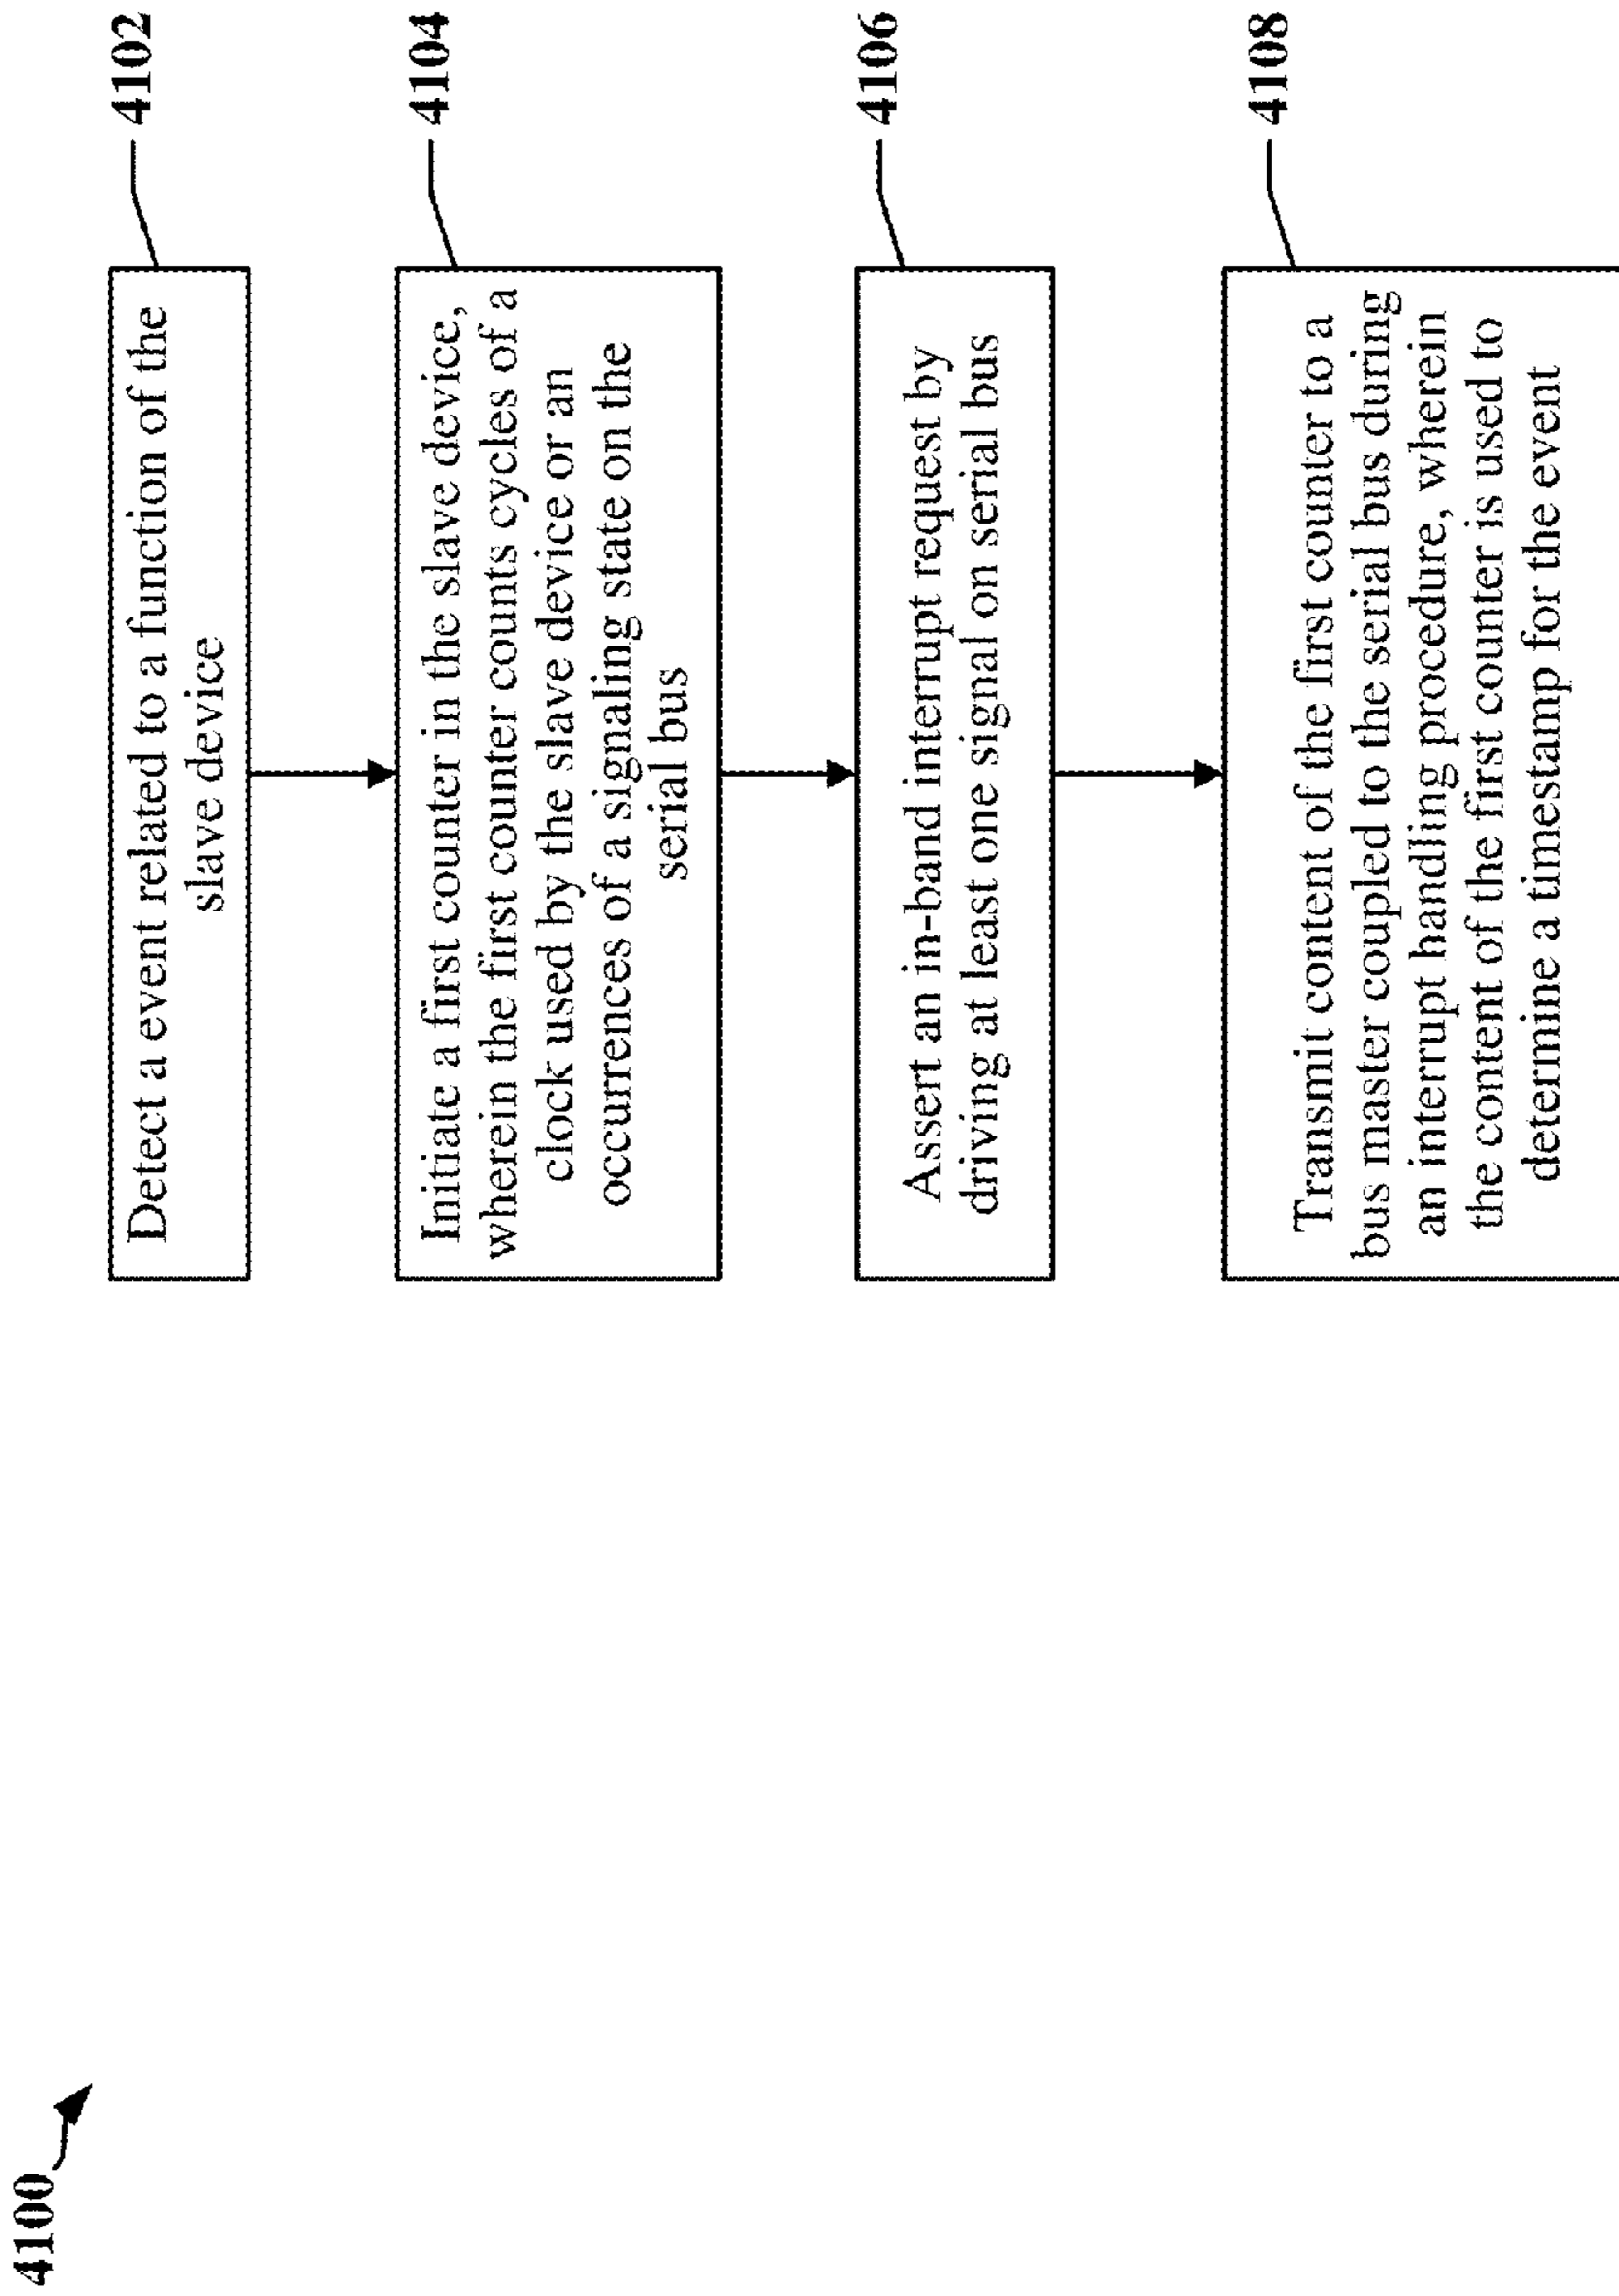 4100
4102
Detect a event related to a function of the
slave device
4104
Initiate a first counter in the slave device,
wherein the first counter counts cycles of a
clock used by the slave device or an
occurrences of a signaling state on the
serial bus
4106
Assert an in-band interrupt request by
driving at least one signal on serial bus
4108
Transmit content of the first counter to a
bus master coupled to the serial bus during
an interrupt handling procedure, wherein
the content of the first counter is used to
determine a timestamp for the event